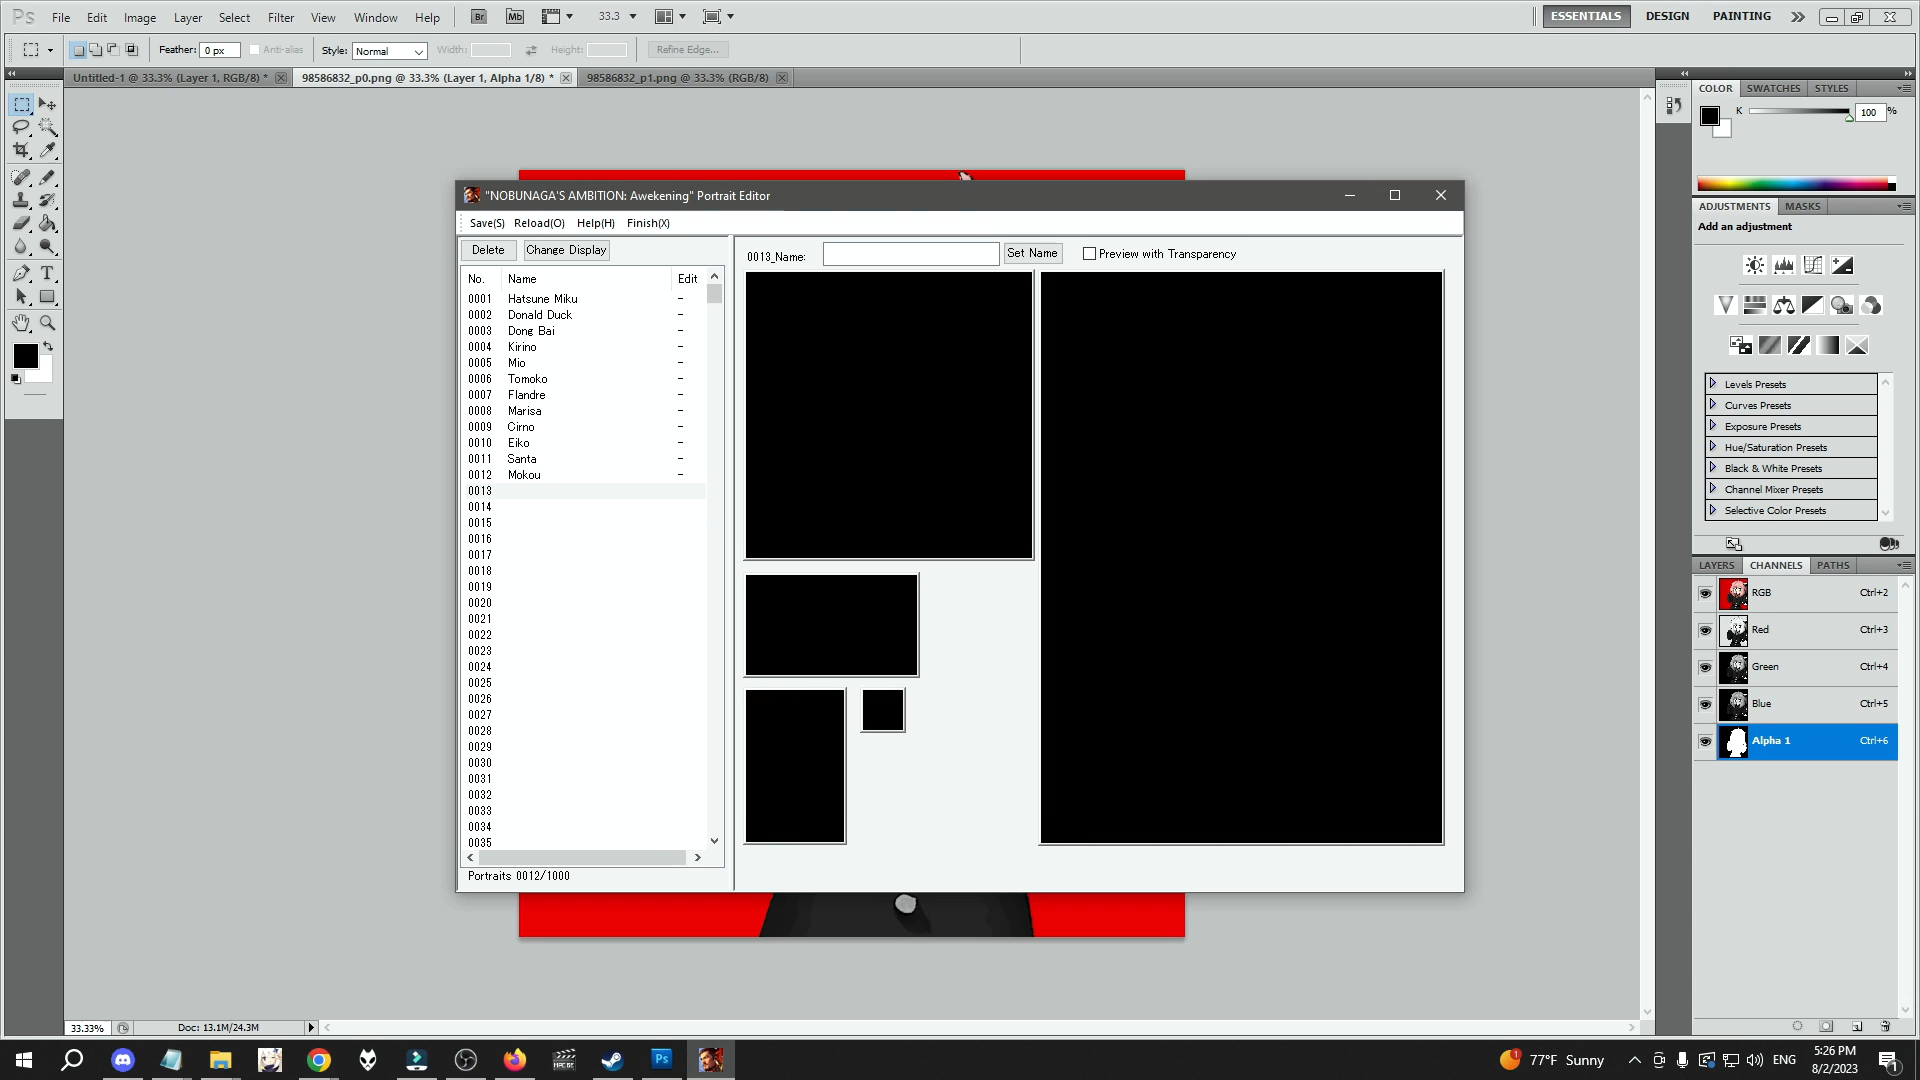 Ps File Edit Image Layer Select Filter View Window Help Br Mb 33.3 ESSENTIALS DESIGN PAINTING
Feather: 0 px Anti-alias Style: Normal Width: Height: Refine Edge...
Untitled-1 @ 33.3% (Layer 1, RGB/8) * 98586832_p0.png @ 33.3% (Layer 1, Alpha 1/8) * 98586832_p1.png @ 33.3% (RGB/8)
"NOBUNAGA'S AMBITION: Awekening" Portrait Editor
Save(S) Reload(O) Help(H) Finish(X)
Delete Change Display
0013_Name: Set Name Preview with Transparency
No. Name Edit
0001 Hatsune Miku -
0002 Donald Duck -
0003 Dong Bai -
0004 Kirino -
0005 Mio -
0006 Tomoko -
0007 Flandre -
0008 Marisa -
0009 Cirno -
0010 Eiko -
0011 Santa -
0012 Mokou -
0013
0014
0015
0016
0017
0018
0019
0020
0021
0022
0023
0024
0025
0026
0027
0028
0029
0030
0031
0032
0033
0034
0035
Portraits 0012/1000
COLOR SWATCHES STYLES
K 100 %
ADJUSTMENTS MASKS
Add an adjustment
Levels Presets
Curves Presets
Exposure Presets
Hue/Saturation Presets
Black & White Presets
Channel Mixer Presets
Selective Color Presets
LAYERS CHANNELS PATHS
RGB Ctrl+2
Red Ctrl+3
Green Ctrl+4
Blue Ctrl+5
Alpha 1 Ctrl+6
33.33% Doc: 13.1M/24.3M
Ps
1 77°F Sunny ENG 5:26 PM
8/2/2023 1